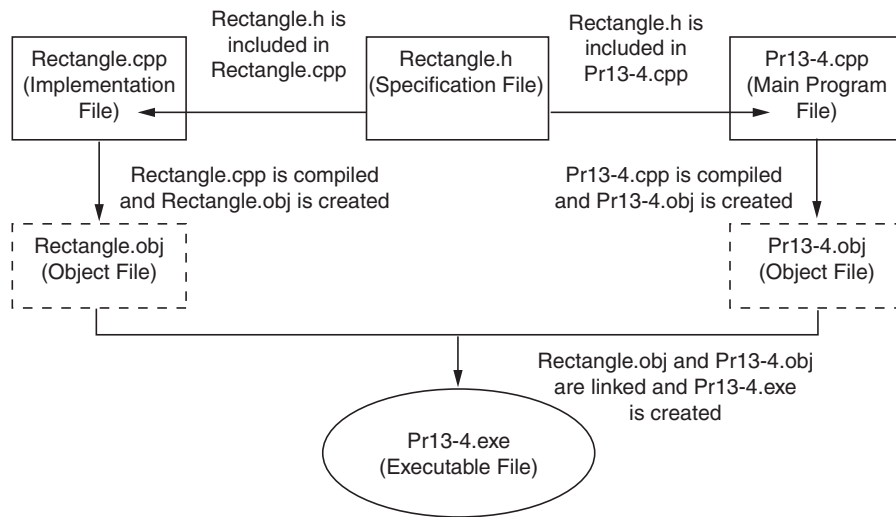 Rectangle.cpp
(Implementation
File)
Rectangle.h is
included in
Rectangle.cpp
Rectangle.h
(Specification File)
Rectangle.h is
included in
Pr13-4.cpp
Pr13-4.cpp
(Main Program
File)
Rectangle.cpp is compiled
and Rectangle.obj is created
Pr13-4.cpp is compiled
and Pr13-4.obj is created
Rectangle.obj
(Object File)
Pr13-4.obj
(Object File)
Rectangle.obj and Pr13-4.obj
are linked and Pr13-4.exe
is created
Pr13-4.exe
(Executable File)